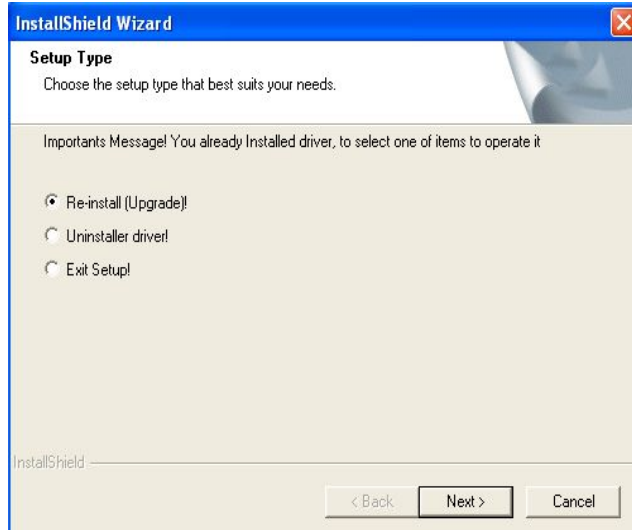 InstallShield Wizard
Setup Type
Choose the setup type that best suits your needs.
Importants Message! You already Installed driver, to select one of items to operate it
Re-install (Upgrade)!
Uninstaller driver!
Exit Setup!
InstallShield
< Back
Next >
Cancel